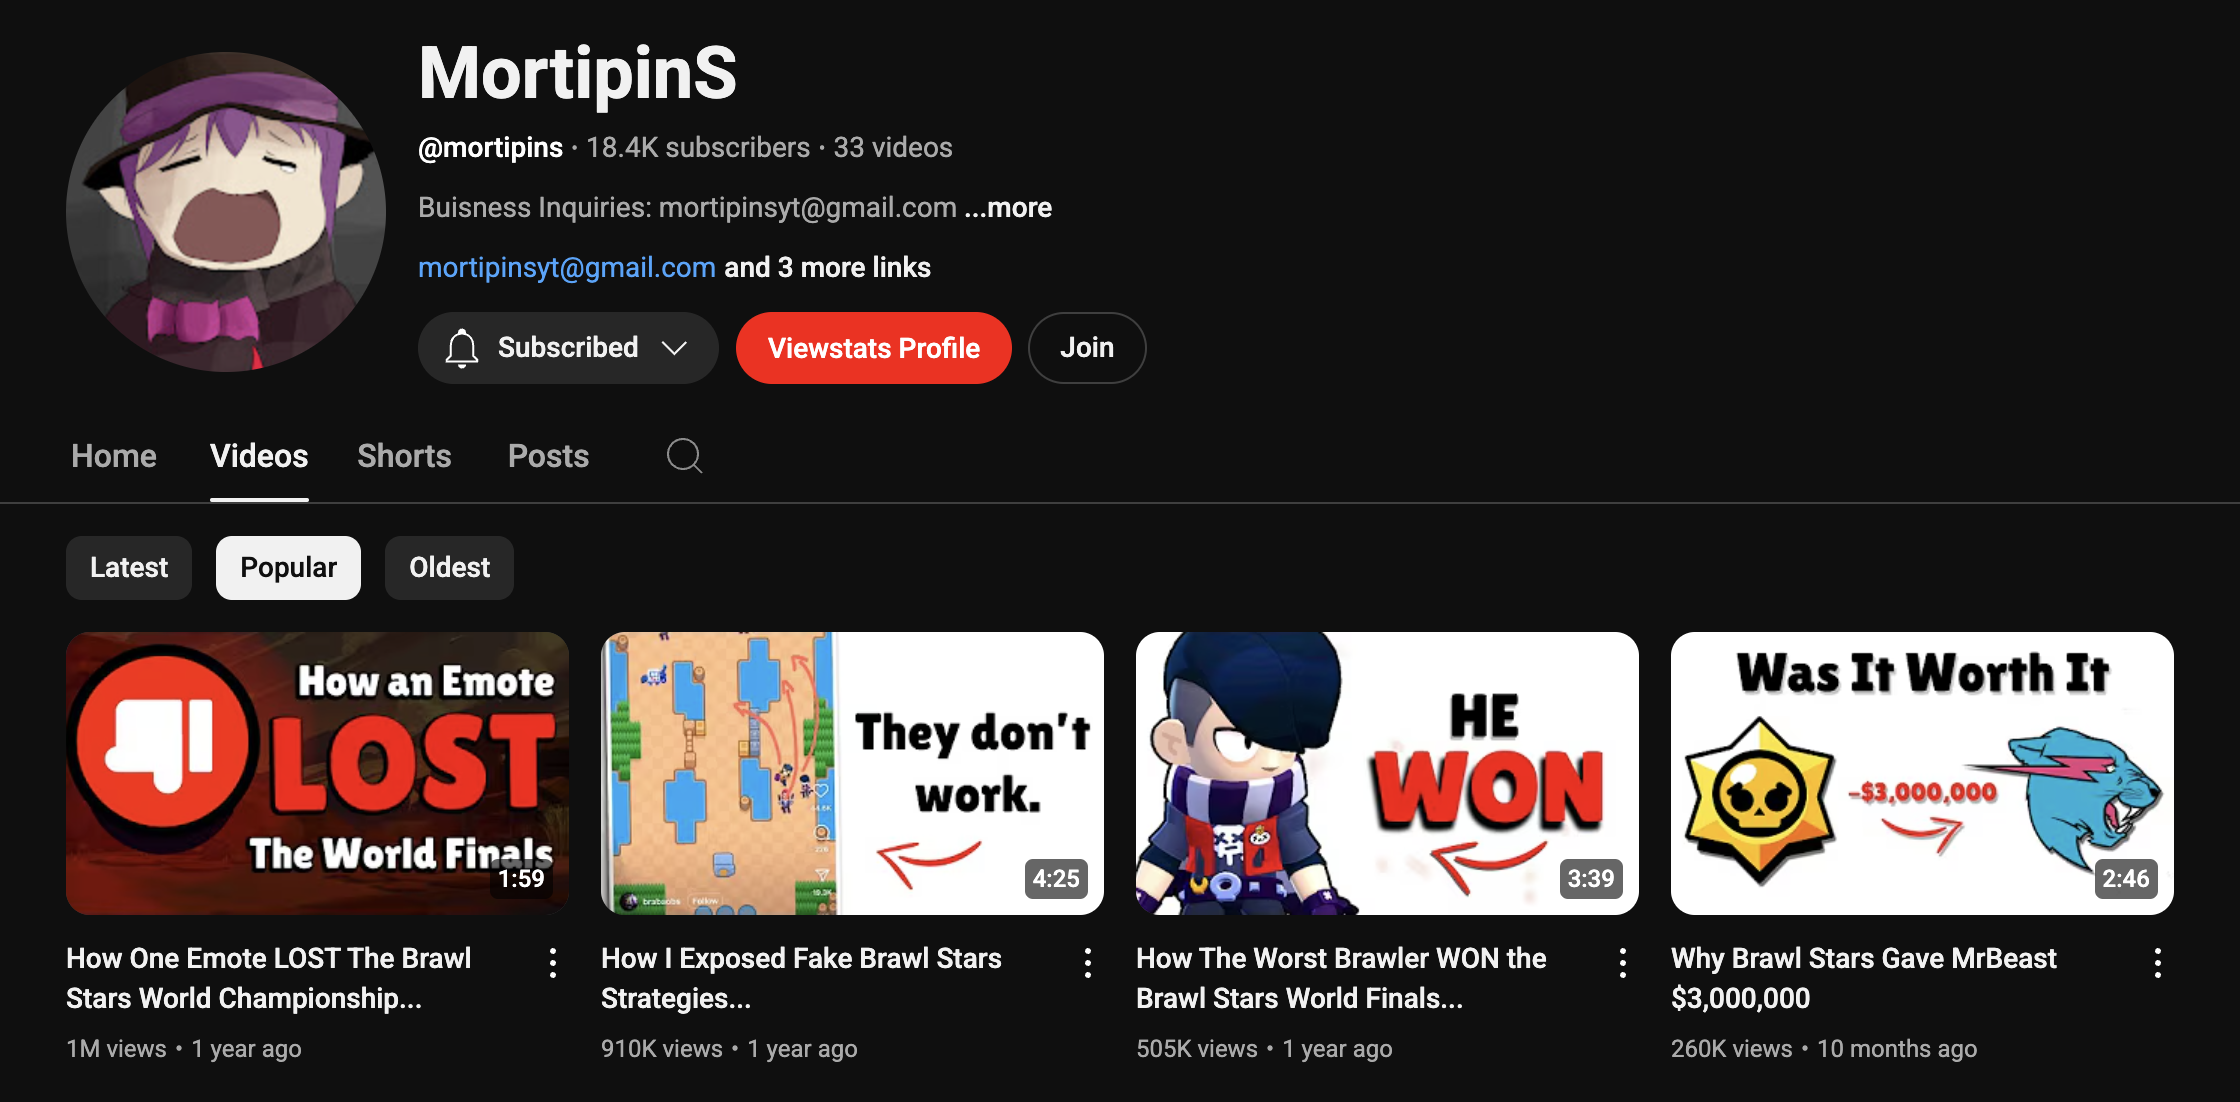 MortipinS
@mortipins · 18.4K subscribers · 33 videos
Buisness Inquiries: mortipinsyt@gmail.com ...more
mortipinsyt@gmail.com and 3 more links
Subscribed
Viewstats Profile
Join
Home
Videos
Shorts
Posts
Latest
Popular
Oldest
How an Emote
LOST
The World Finals
1:59
They don't
work.
brabsobs Follow
4:25
HE
WON
3:39
Was It Worth It
-$3,000,000
2:46
How One Emote LOST The Brawl
Stars World Championship...
1M views • 1 year ago
How I Exposed Fake Brawl Stars
Strategies...
910K views • 1 year ago
How The Worst Brawler WON the
Brawl Stars World Finals...
505K views • 1 year ago
Why Brawl Stars Gave MrBeast
$3,000,000
260K views • 10 months ago